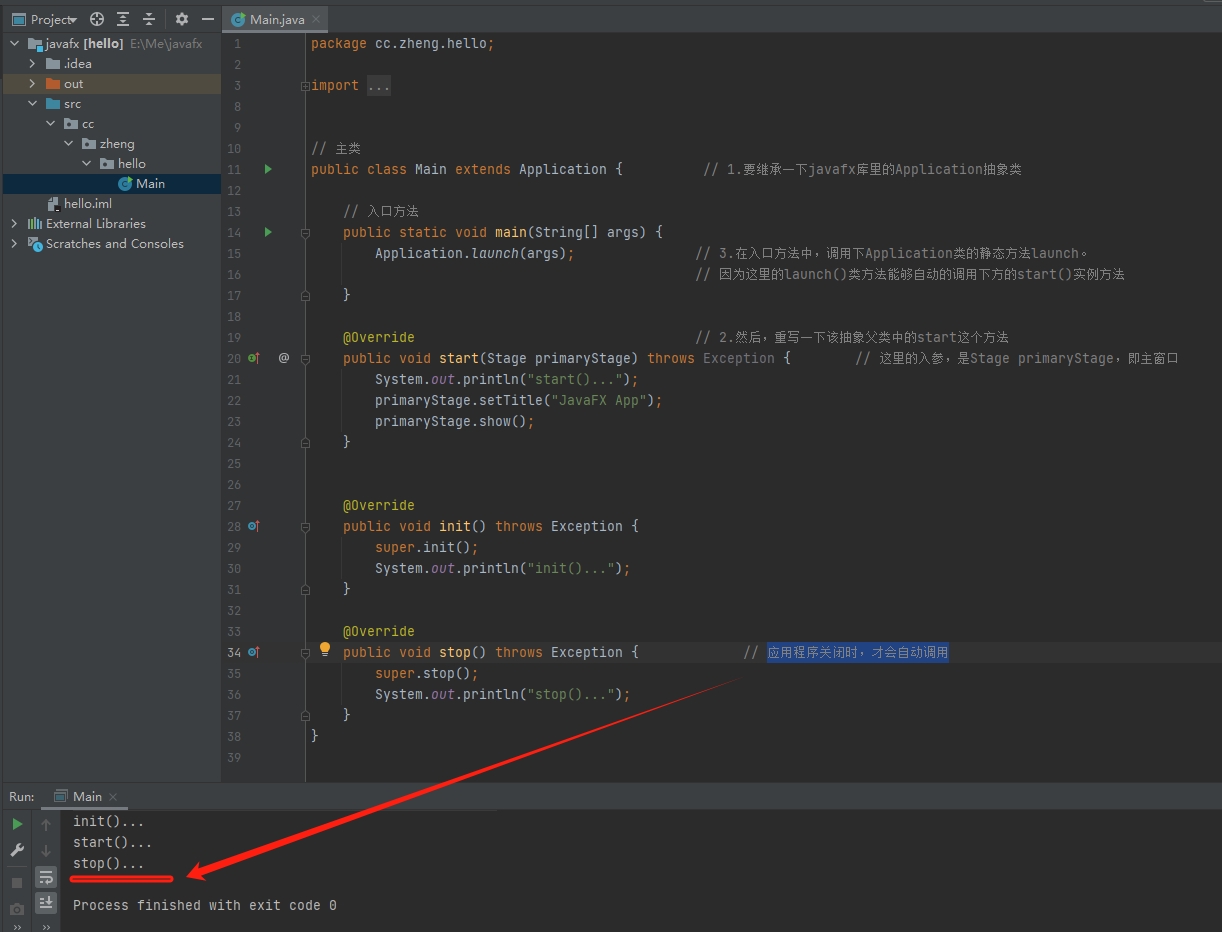 Project
Main.java
javafx [hello] E:\Me\javafx
.idea
out
src
cc
zheng
hello
Main
hello.iml
External Libraries
Scratches and Consoles
1 package cc.zheng.hello;
2
3 import ...
8
9
10 // 主类
11 public class Main extends Application { // 1.要继承一下javafx库里的Application抽象类
12
13 // 入口方法
14 public static void main(String[] args) {
15 Application.launch(args); // 3.在入口方法中，调用下Application类的静态方法launch。
16 // 因为这里的launch()类方法能够自动的调用下方的start()实例方法
17 }
18
19 @Override // 2.然后，重写一下该抽象父类中的start这个方法
20 @ public void start(Stage primaryStage) throws Exception { // 这里的入参，是Stage primaryStage，即主窗口
21 System.out.println("start()...");
22 primaryStage.setTitle("JavaFX App");
23 primaryStage.show();
24 }
25
26
27 @Override
28 public void init() throws Exception {
29 super.init();
30 System.out.println("init()...");
31 }
32
33 @Override
34 public void stop() throws Exception { // 应用程序关闭时，才会自动调用
35 super.stop();
36 System.out.println("stop()...");
37 }
38 }
39
Run: Main
init()...
start()...
stop()...
Process finished with exit code 0